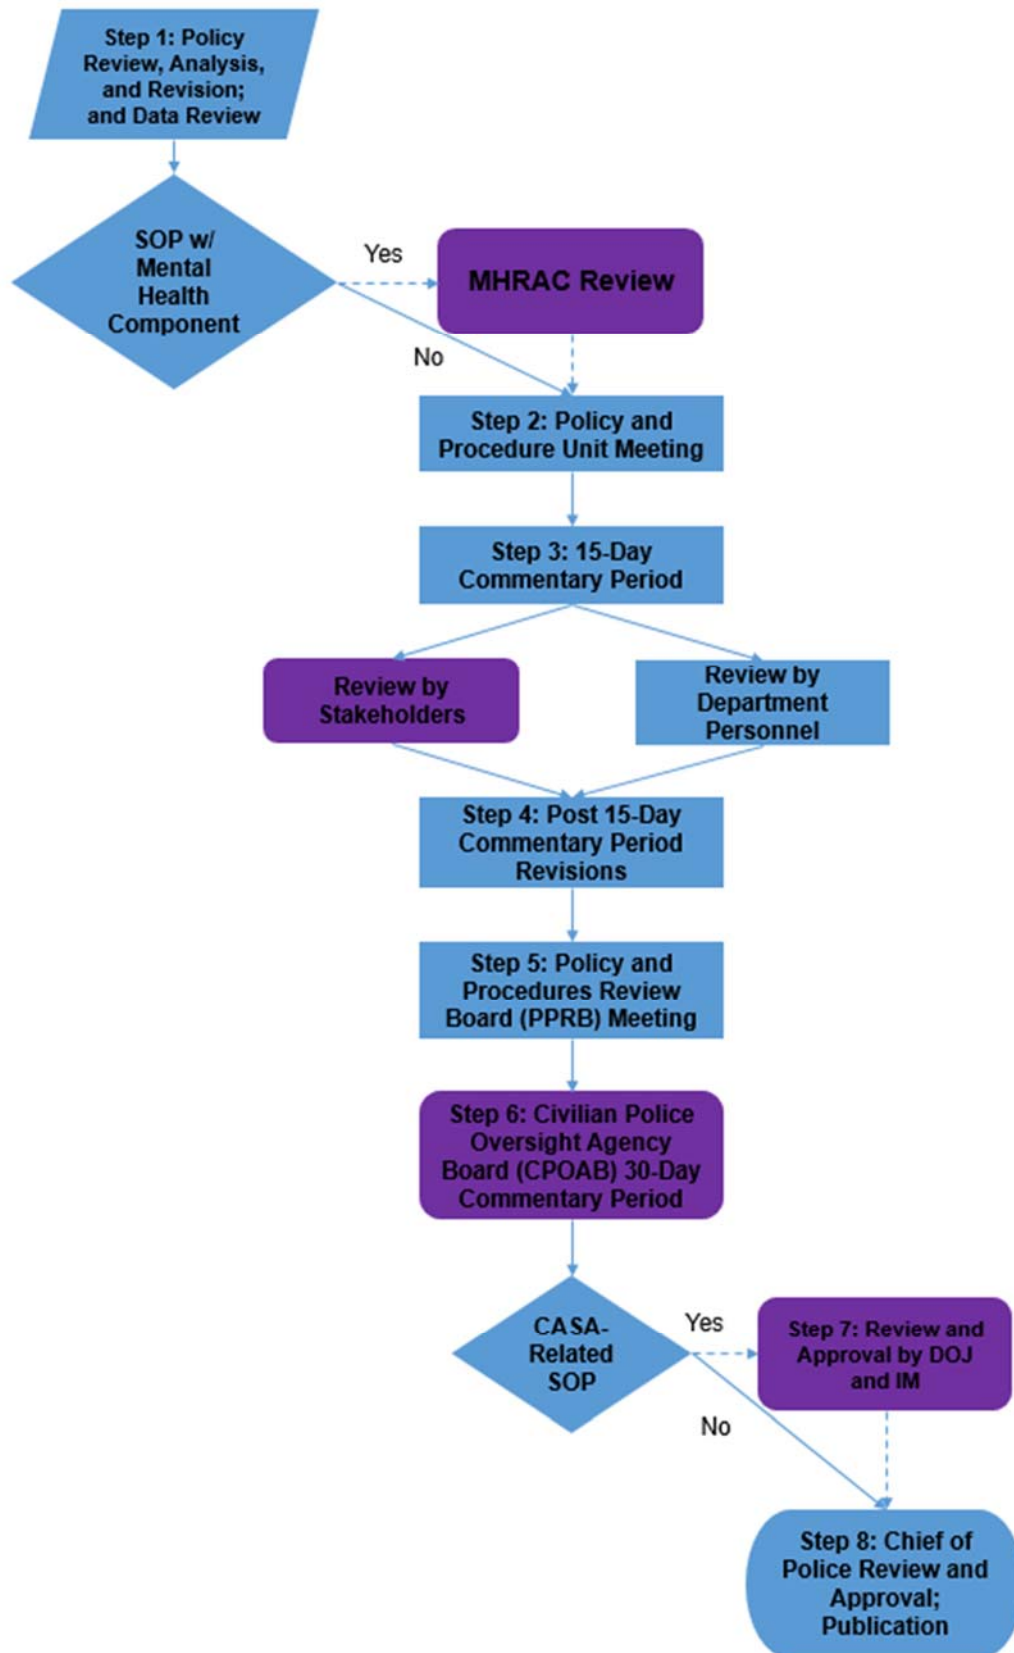 Step 1: Policy
Review, Analysis,
and Revision;
and Data Review
SOP w/
Mental
Health
Component
Yes
MHRAC Review
No
Step 2: Policy and
Procedure Unit Meeting
Step 3: 15-Day
Commentary Period
Review by
Stakeholders
Review by
Department
Personnel
Step 4: Post 15-Day
Commentary Period
Revisions
Step 5: Policy and
Procedures Review
Board (PPRB) Meeting
Step 6: Civilian Police
Oversight Agency
Board (CPOAB) 30-Day
Commentary Period
CASA-
Related
SOP
Yes
Step 7: Review and
Approval by DOJ
and IM
No
Step 8: Chief of
Police Review and
Approval;
Publication